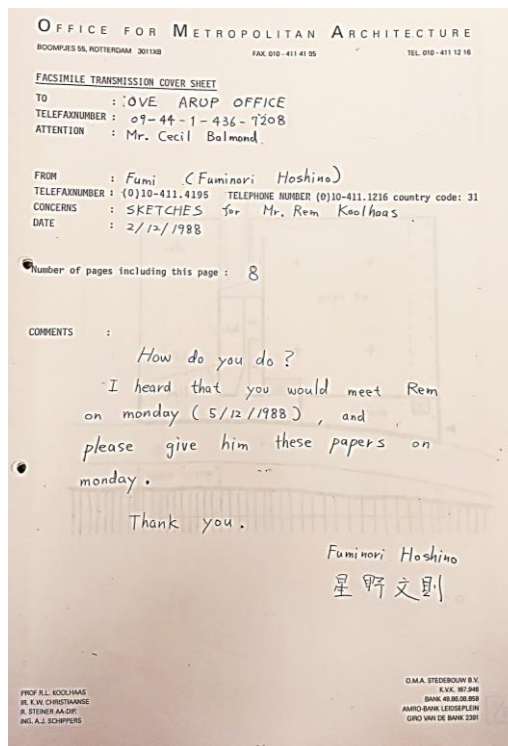 OFFICE FOR METROPOLITAN ARCHITECTURE
BOOMPJES 55, ROTTERDAM 3011XB FAX. 010 - 411 41 95 TEL. 010 - 411 12 16
FACSIMILE TRANSMISSION COVER SHEET
TO : OVE ARUP OFFICE
TELEFAXNUMBER : 09-44-1-436-7208
ATTENTION : Mr. Cecil Balmond
FROM : Fumi (Fuminori Hoshino)
TELEFAXNUMBER : (0)10-411.4195 TELEPHONE NUMBER (0)10-411.1216 country code: 31
CONCERNS : SKETCHES for Mr. Rem Koolhaas
DATE : 2/12/1988
Number of pages including this page : 8
COMMENTS :
How do you do ?
I heard that you would meet Rem
on monday ( 5/12/1988 ) , and
please give him these papers on
monday .
Thank you .
Fuminori Hoshino
星野文則
PROF R.L. KOOLHAAS
IR. K.W. CHRISTIAANSE
R. STEINER AA-DIP.
ING. A.J. SCHIPPERS
O.M.A. STEDEBOUW B.V.
K.V.K. 167.946
BANK 49.86.08.859
AMRO-BANK LEIDSEPLEIN
GIRO VAN DE BANK 2391